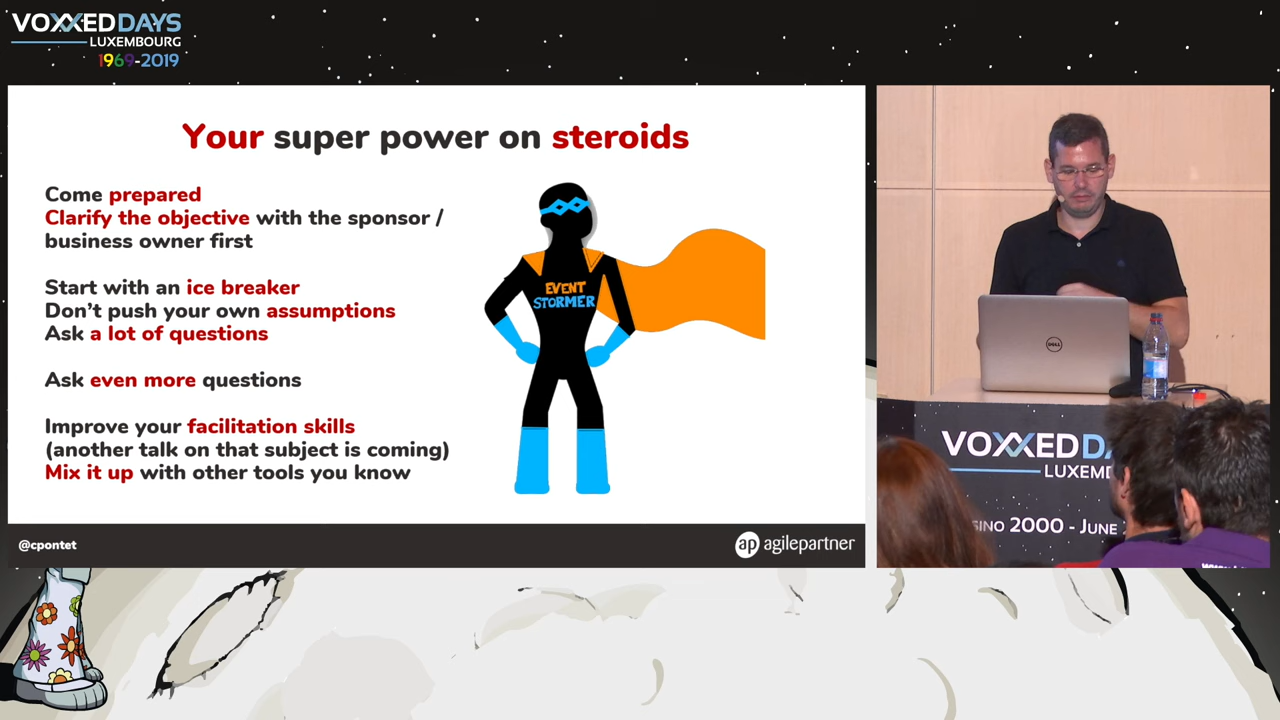 VOXXEDDAYS
LUXEMBOURG
1969-2019
Your super power on steroids
Come prepared
Clarify the objective with the sponsor /
business owner first
Start with an ice breaker
Don't push your own assumptions
Ask a lot of questions
Ask even more questions
Improve your facilitation skills
(another talk on that subject is coming)
Mix it up with other tools you know
EVENT
STORMER
@cpontet
ap agilepartner
DELL
VOXXED DA
LUXEMB
SINO 2000 - JUNE